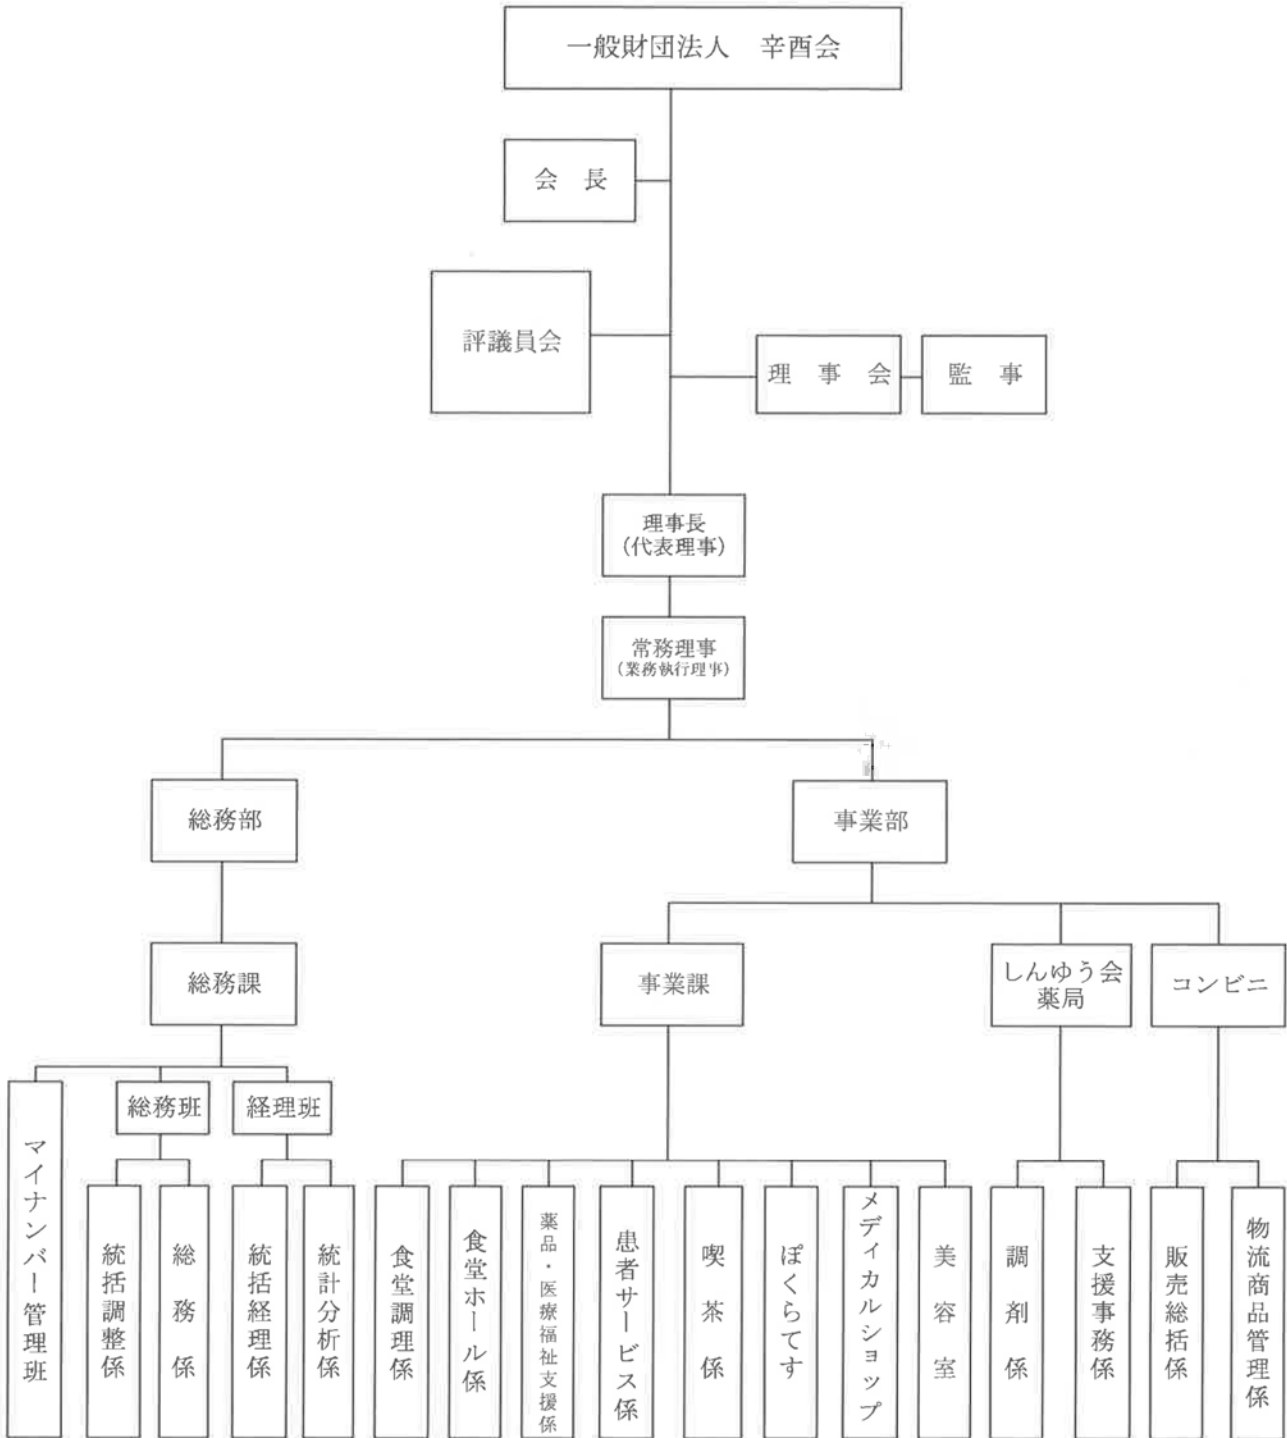 一般財団法人　辛酉会
会　長
評議員会
理　事　会
監　事
理事長
（代表理事）
常務理事
（業務執行理事）
総務部
事業部
総務課
事業課
しんゆう会
薬局
コンビニ
総務班
経理班
マイナンバー管理班
統括調整係
総務係
統括経理係
統計分析係
食堂調理係
食堂ホール係
薬品・医療福祉支援係
患者サービス係
喫茶係
ぽくらてす
メディカルショップ
美容室
調剤係
支援事務係
販売総括係
物流商品管理係